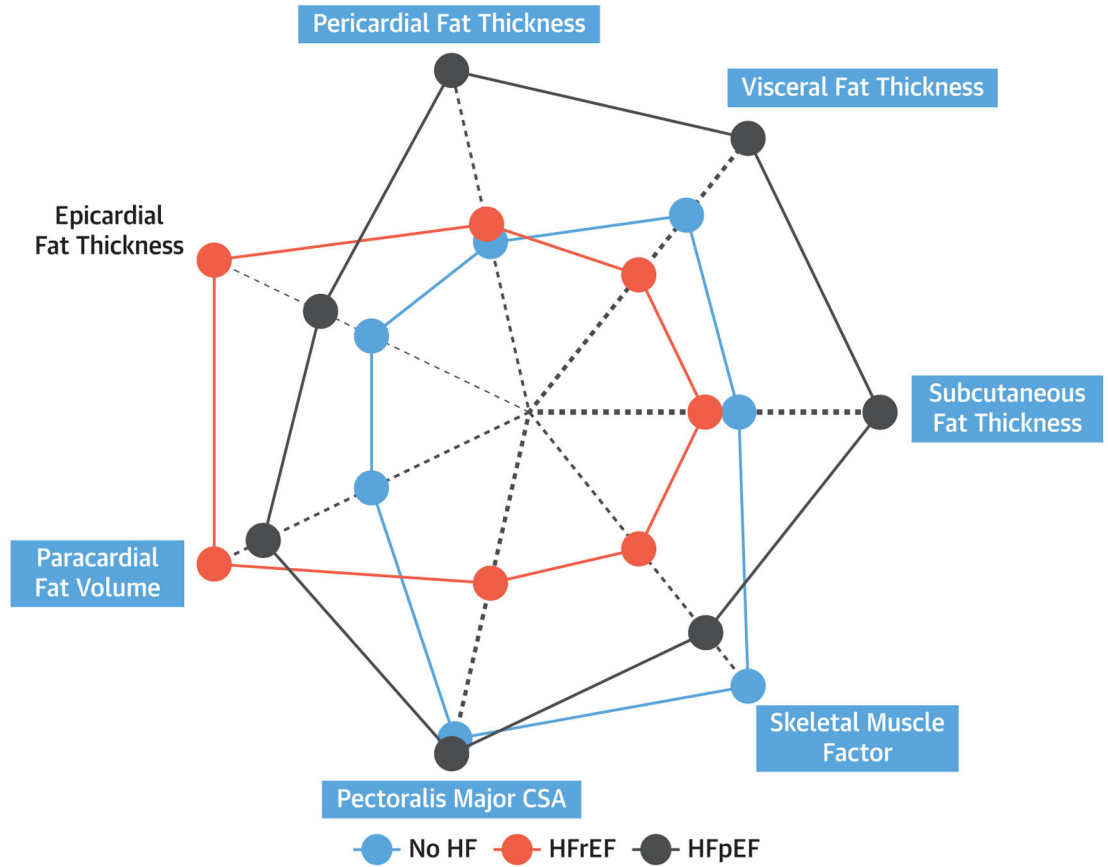 Pericardial Fat Thickness
Visceral Fat Thickness
Epicardial
Fat Thickness
Subcutaneous
Fat Thickness
Paracardial
Fat Volume
Skeletal Muscle
Factor
Pectoralis Major CSA
No HF HFrEF HFpEF